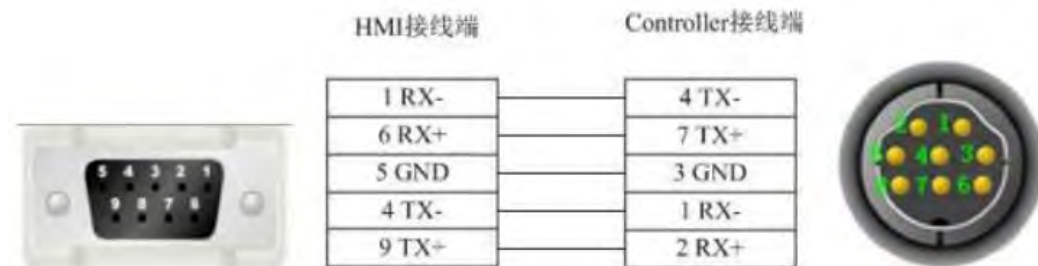 HMI接线端
Controller接线端
1 RX-
4 TX-
6 RX+
7 TX+
5 GND
3 GND
4 TX-
1 RX-
9 TX+
2 RX+
5 4 3 2 1
9 8 7 6
2 1
5 4 3
8 7 6